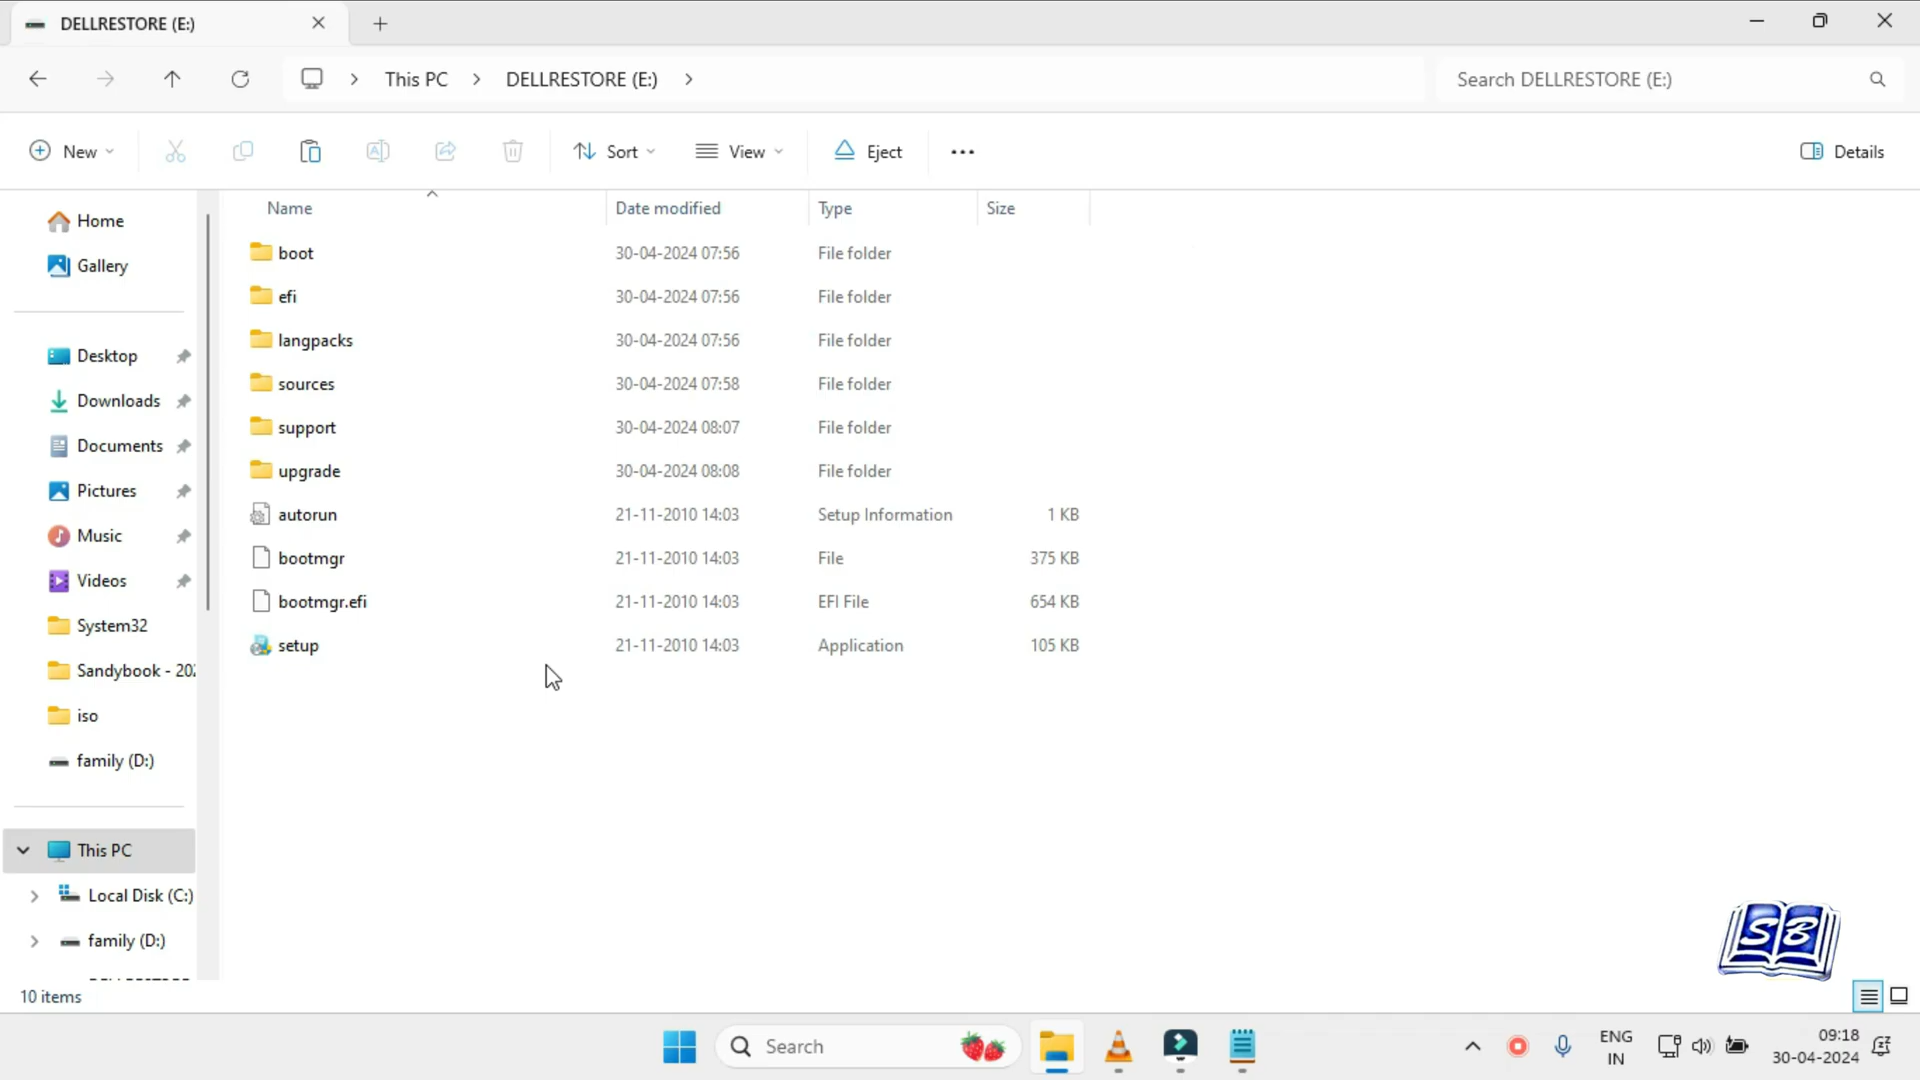 DELLRESTORE (E:)
This PC > DELLRESTORE (E:) >
Search DELLRESTORE (E:)
New
Sort
View
Eject
Details
Name Date modified Type Size
Home
Gallery
Desktop
Downloads
Documents
Pictures
Music
Videos
System32
Sandybook - 20
iso
family (D:)
This PC
Local Disk (C:)
family (D:)
boot 30-04-2024 07:56 File folder
efi 30-04-2024 07:56 File folder
langpacks 30-04-2024 07:56 File folder
sources 30-04-2024 07:58 File folder
support 30-04-2024 08:07 File folder
upgrade 30-04-2024 08:08 File folder
autorun 21-11-2010 14:03 Setup Information 1 KB
bootmgr 21-11-2010 14:03 File 375 KB
bootmgr.efi 21-11-2010 14:03 EFI File 654 KB
setup 21-11-2010 14:03 Application 105 KB
SB
10 items
Search
ENG
IN
09:18
30-04-2024